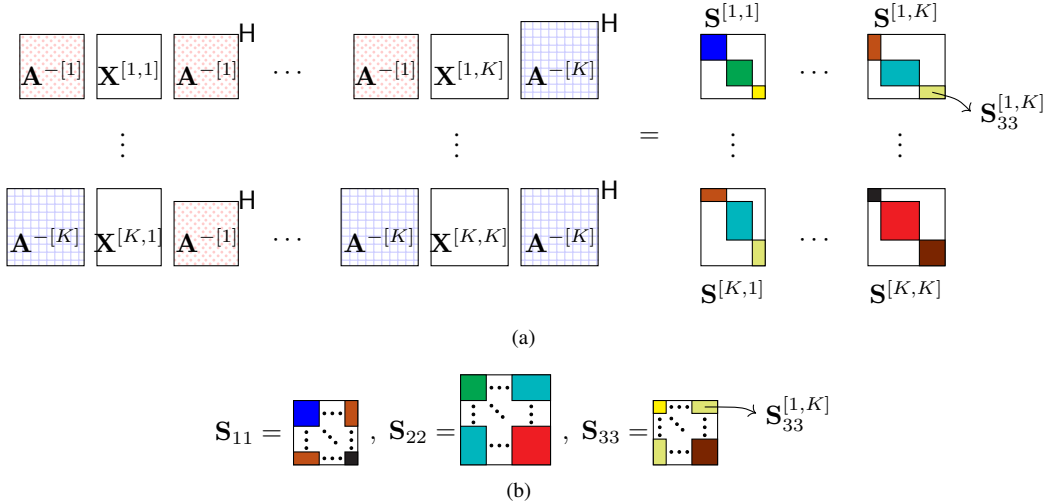 H H S^{[1,1]} S^{[1,K]}
A^{-[1]} X^{[1,1]} A^{-[1]} ⋯ A^{-[1]} X^{[1,K]} A^{-[K]} ⋯
S_{33}^{[1,K]}
⋮ ⋮ = ⋮ ⋮
H H
A^{-[K]} X^{[K,1]} A^{-[1]} ⋯ A^{-[K]} X^{[K,K]} A^{-[K]} ⋯
S^{[K,1]} S^{[K,K]}
(a)
S_{11} = , S_{22} = , S_{33} = S_{33}^{[1,K]}
(b)